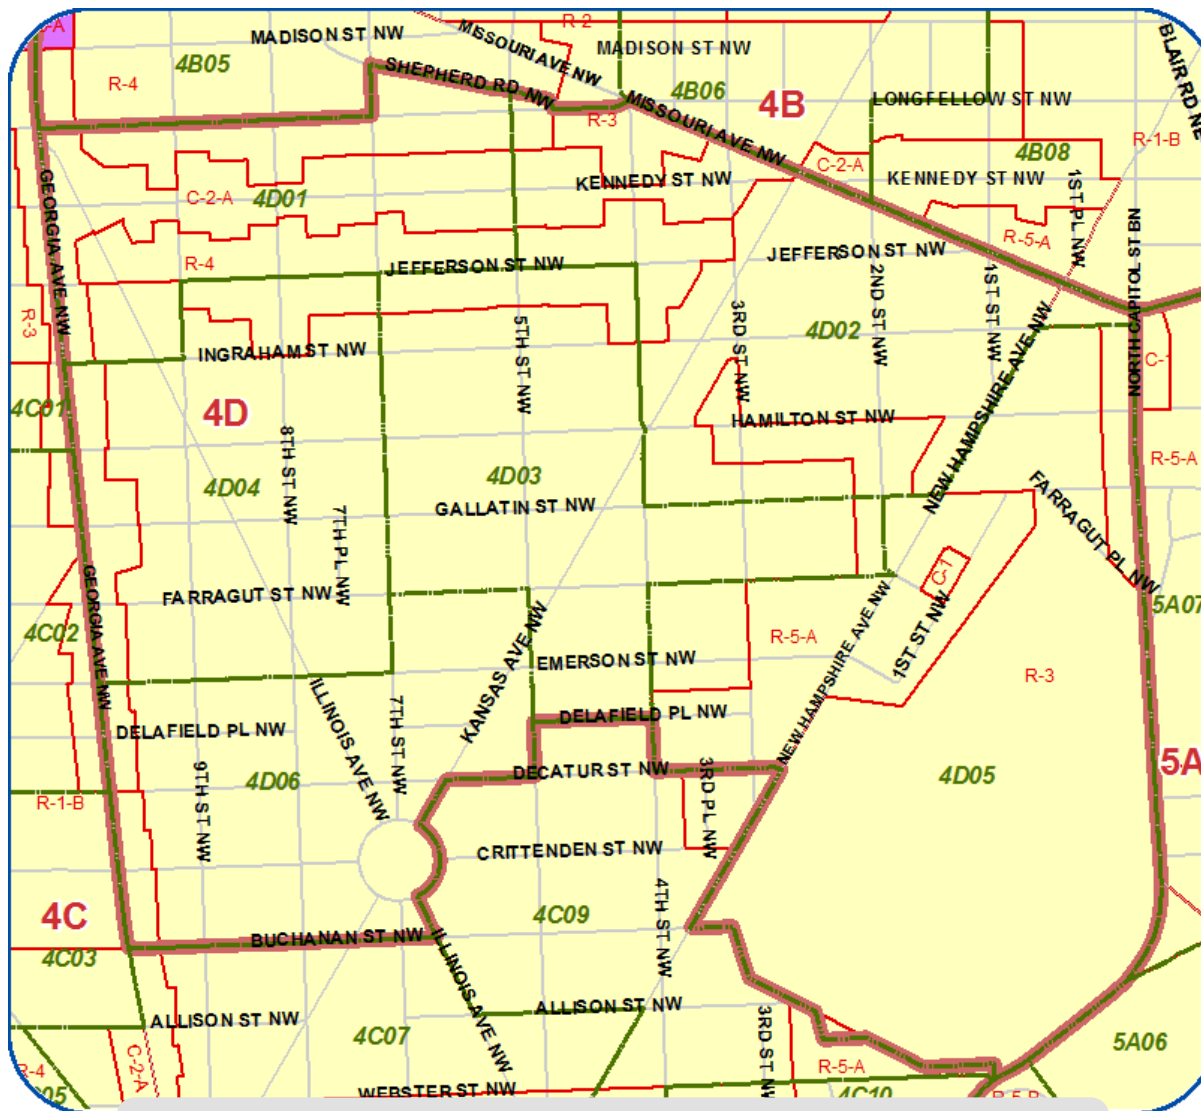 C-A
R-2
MADISON ST NW
MISSOURI AVE NW
MADISON ST NW
BLAIR RD NE
4B05
R-4
SHEPHERD RD NW
4B06
4B
LONGFELLOW ST NW
MISSOURI AVE NW
R-3
R-1-B
4B08
C-2-A
KENNEDY ST NW
KENNEDY ST NW
1ST PL NW
GEORGIA AVE NW
C-2-A
4D01
R-5-A
NORTH CAPITOL ST BN
JEFFERSON ST NW
R-4
JEFFERSON ST NW
2ND ST NW
1ST ST NW
R-3
5TH ST NW
3RD ST NW
4D02
INGRAHAM ST NW
NEW HAMPSHIRE AVE NW
C-1
4C01
4D
HAMILTON ST NW
8TH ST NW
R-5-A
4D04
4D03
GALLATIN ST NW
FARRAGUT PL NW
7TH PL NW
GEORGIA AVE NW
C-1
FARRAGUT ST NW
5A07
4C02
KANSAS AVE NW
R-5-A
NEW HAMPSHIRE AVE NW
1ST ST NW
EMERSON ST NW
R-3
ILLINOIS AVE NW
7TH ST NW
DELAFIELD PL NW
DELAFIELD PL NW
5A
9TH ST NW
4D06
DECATUR ST NW
3RD PL NW
4D05
R-1-B
CRITTENDEN ST NW
4TH ST NW
4C
4C09
BUCHANAN ST NW
4C03
ILLINOIS AVE NW
ALLISON ST NW
ALLISON ST NW
3RD ST NW
4C07
5A06
C-2-A
R-4
R-5-A
WEBSTER ST NW
4C10